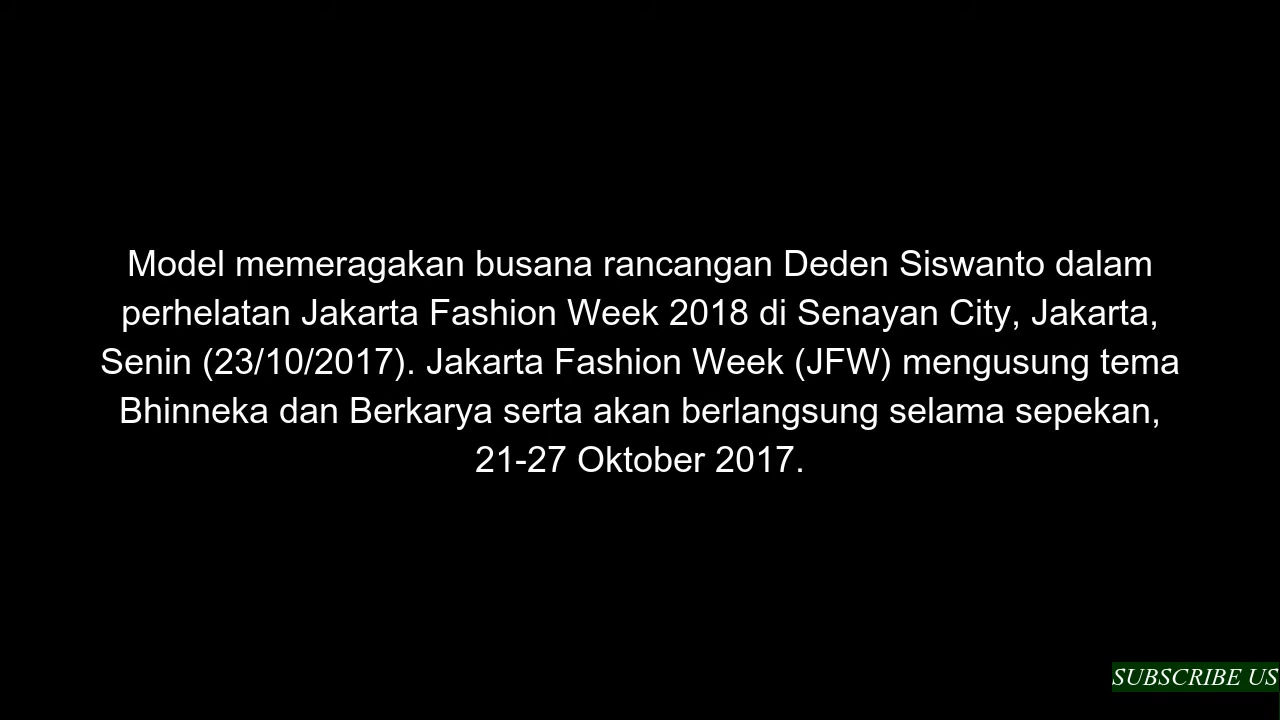 Model memeragakan busana rancangan Deden Siswanto dalam
perhelatan Jakarta Fashion Week 2018 di Senayan City, Jakarta,
Senin (23/10/2017). Jakarta Fashion Week (JFW) mengusung tema
Bhinneka dan Berkarya serta akan berlangsung selama sepekan,
21-27 Oktober 2017.
SUBSCRIBE US